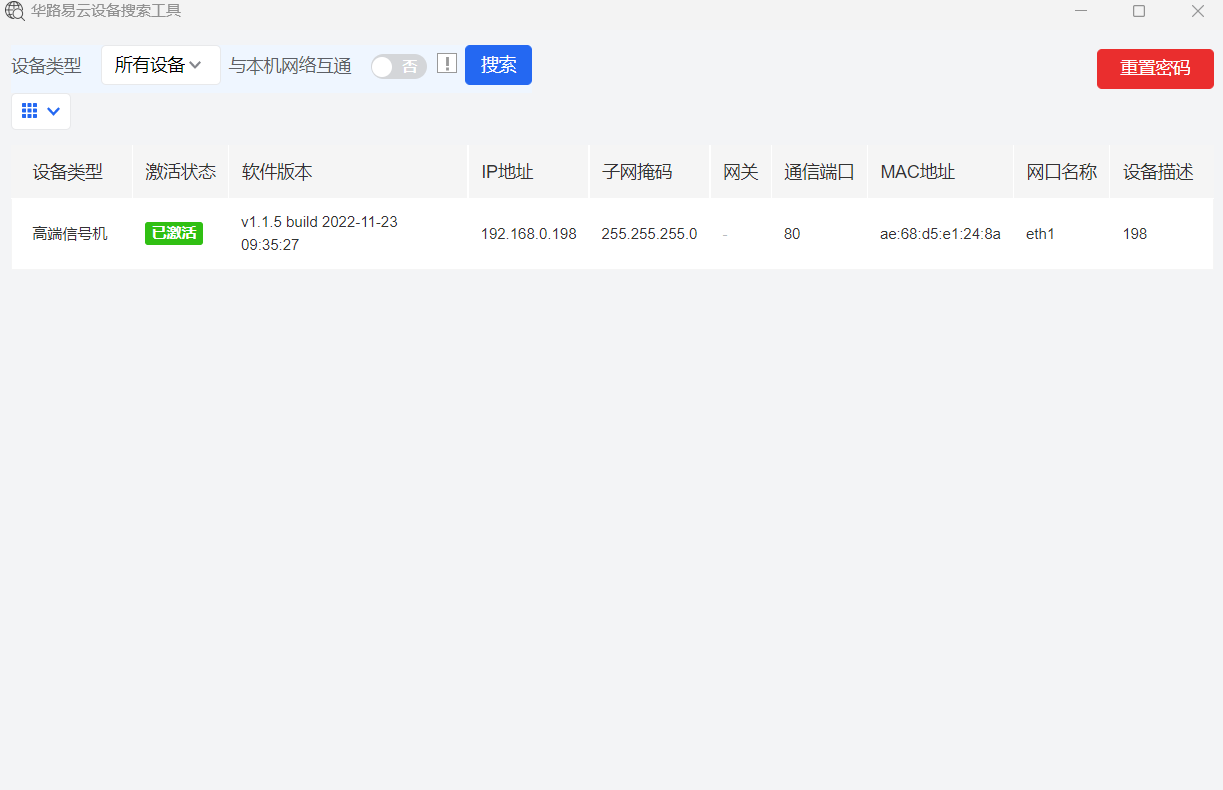 华路易云设备搜索工具
设备类型 所有设备 与本机网络互通 否 ! 搜索 重置密码
设备类型 激活状态 软件版本 IP地址 子网掩码 网关 通信端口 MAC地址 网口名称 设备描述
高端信号机 已激活 v1.1.5 build 2022-11-23 192.168.0.198 255.255.255.0 - 80 ae:68:d5:e1:24:8a eth1 198
09:35:27